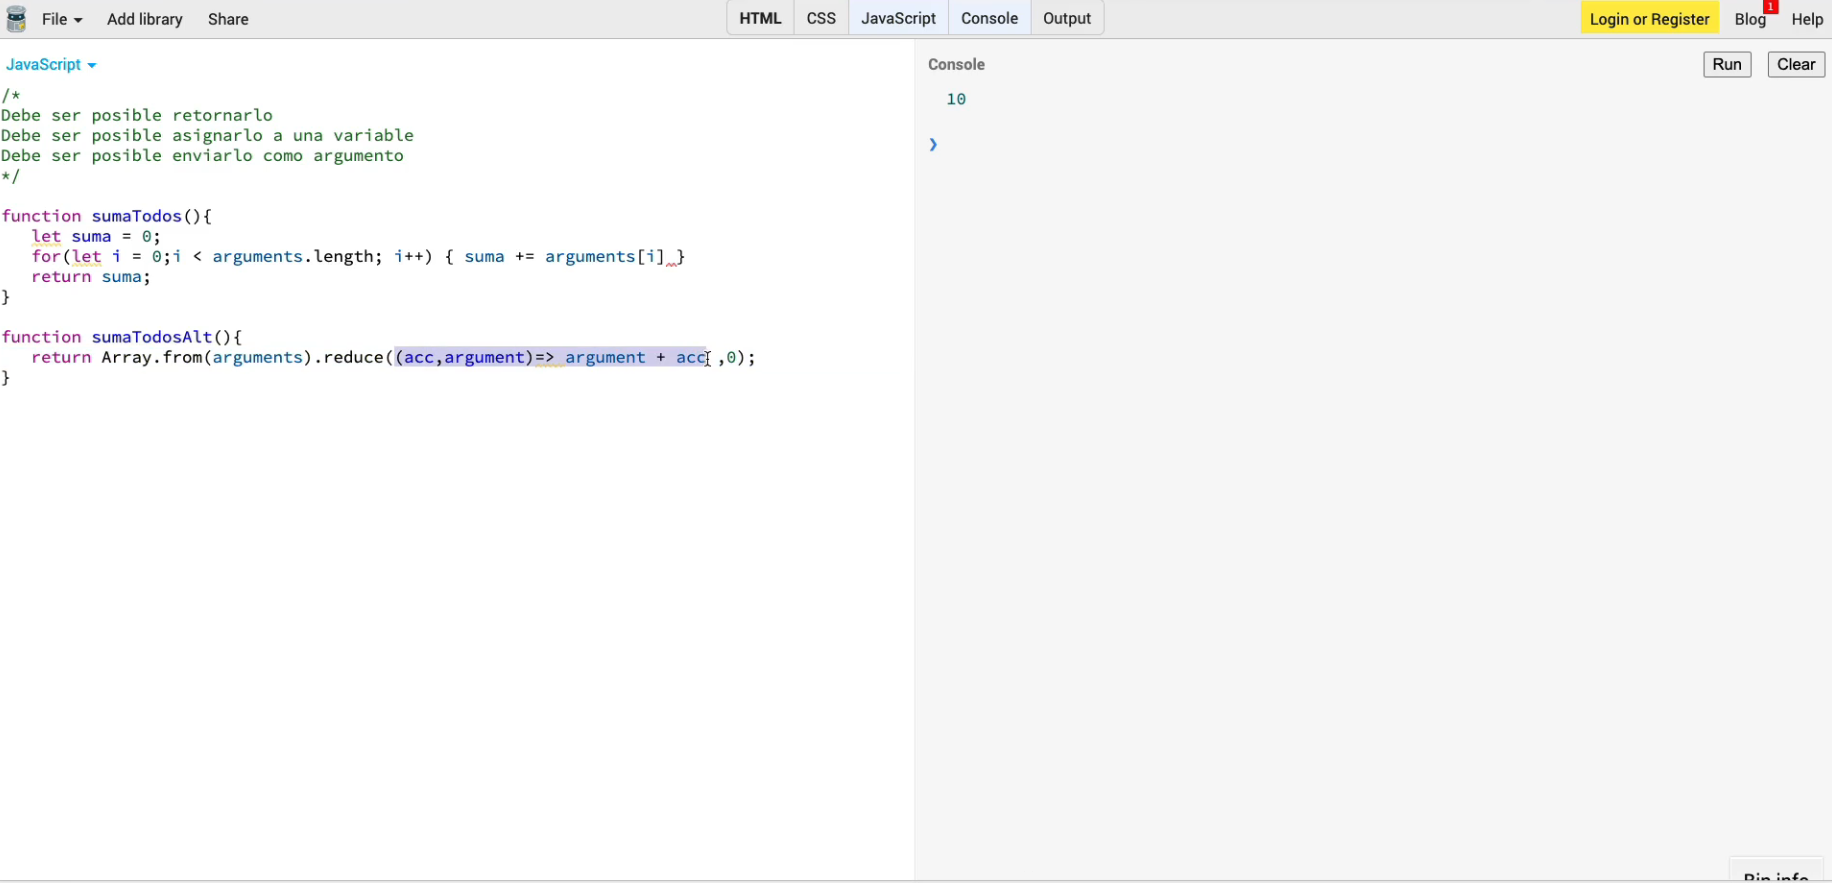 File Add library Share HTML CSS JavaScript Console Output Login or Register Blog 1 Help
JavaScript
/*
Debe ser posible retornarlo
Debe ser posible asignarlo a una variable
Debe ser posible enviarlo como argumento
*/
function sumaTodos(){
let suma = 0;
for(let i = 0;i < arguments.length; i++) { suma += arguments[i] }
return suma;
}
function sumaTodosAlt(){
return Array.from(arguments).reduce((acc,argument)=> argument + acc ,0);
}
Console Run Clear
10
❯
Bin info